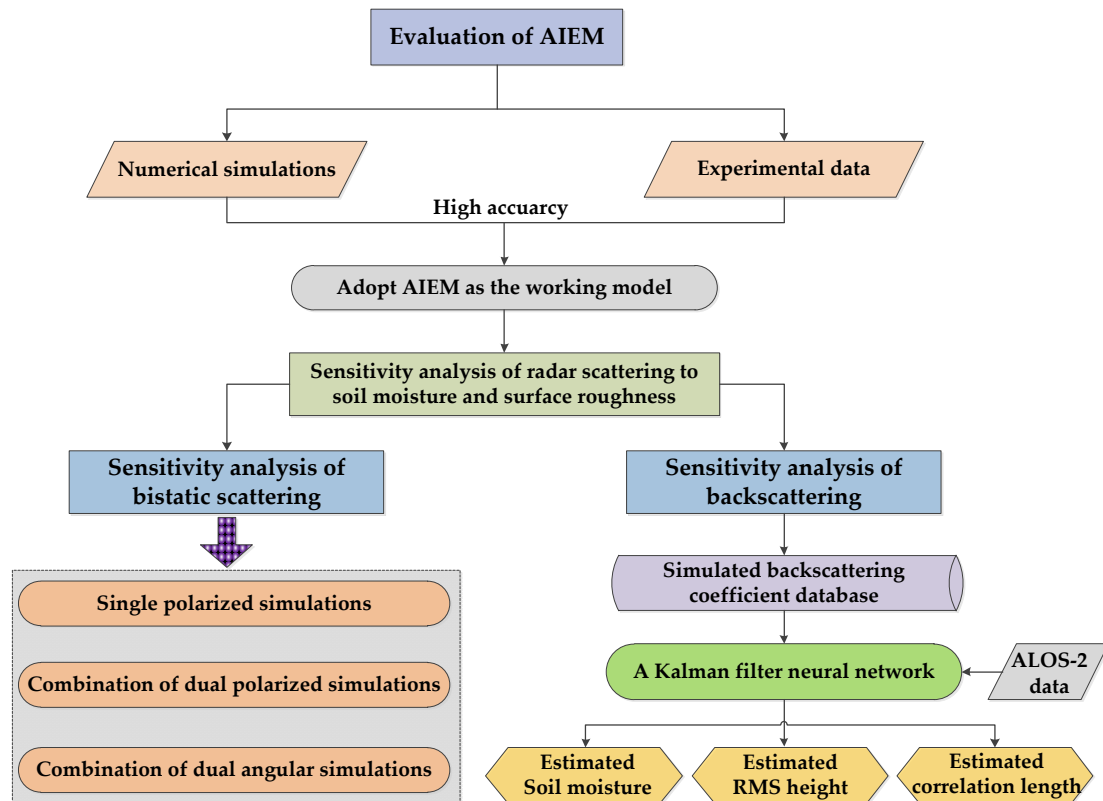 Evaluation of AIEM
Numerical simulations
Experimental data
High accuarcy
Adopt AIEM as the working model
Sensitivity analysis of radar scattering to
soil moisture and surface roughness
Sensitivity analysis of
bistatic scattering
Sensitivity analysis of
backscattering
Single polarized simulations
Combination of dual polarized simulations
Combination of dual angular simulations
Simulated backscattering
coefficient database
A Kalman filter neural network
ALOS-2
data
Estimated
Soil moisture
Estimated
RMS height
Estimated
correlation length